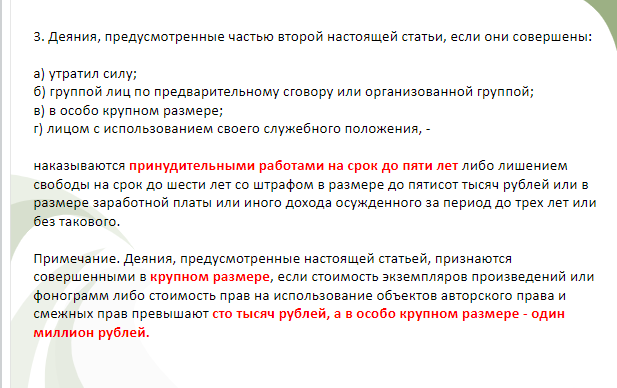 3. Деяния, предусмотренные частью второй настоящей статьи, если они совершены:
а) утратил силу;
б) группой лиц по предварительному сговору или организованной группой;
в) в особо крупном размере;
г) лицом с использованием своего служебного положения, -
наказываются принудительными работами на срок до пяти лет либо лишением
свободы на срок до шести лет со штрафом в размере до пятисот тысяч рублей или в
размере заработной платы или иного дохода осужденного за период до трех лет или
без такового.
Примечание. Деяния, предусмотренные настоящей статьей, признаются
совершенными в крупном размере, если стоимость экземпляров произведений или
фонограмм либо стоимость прав на использование объектов авторского права и
смежных прав превышают сто тысяч рублей, а в особо крупном размере - один
миллион рублей.